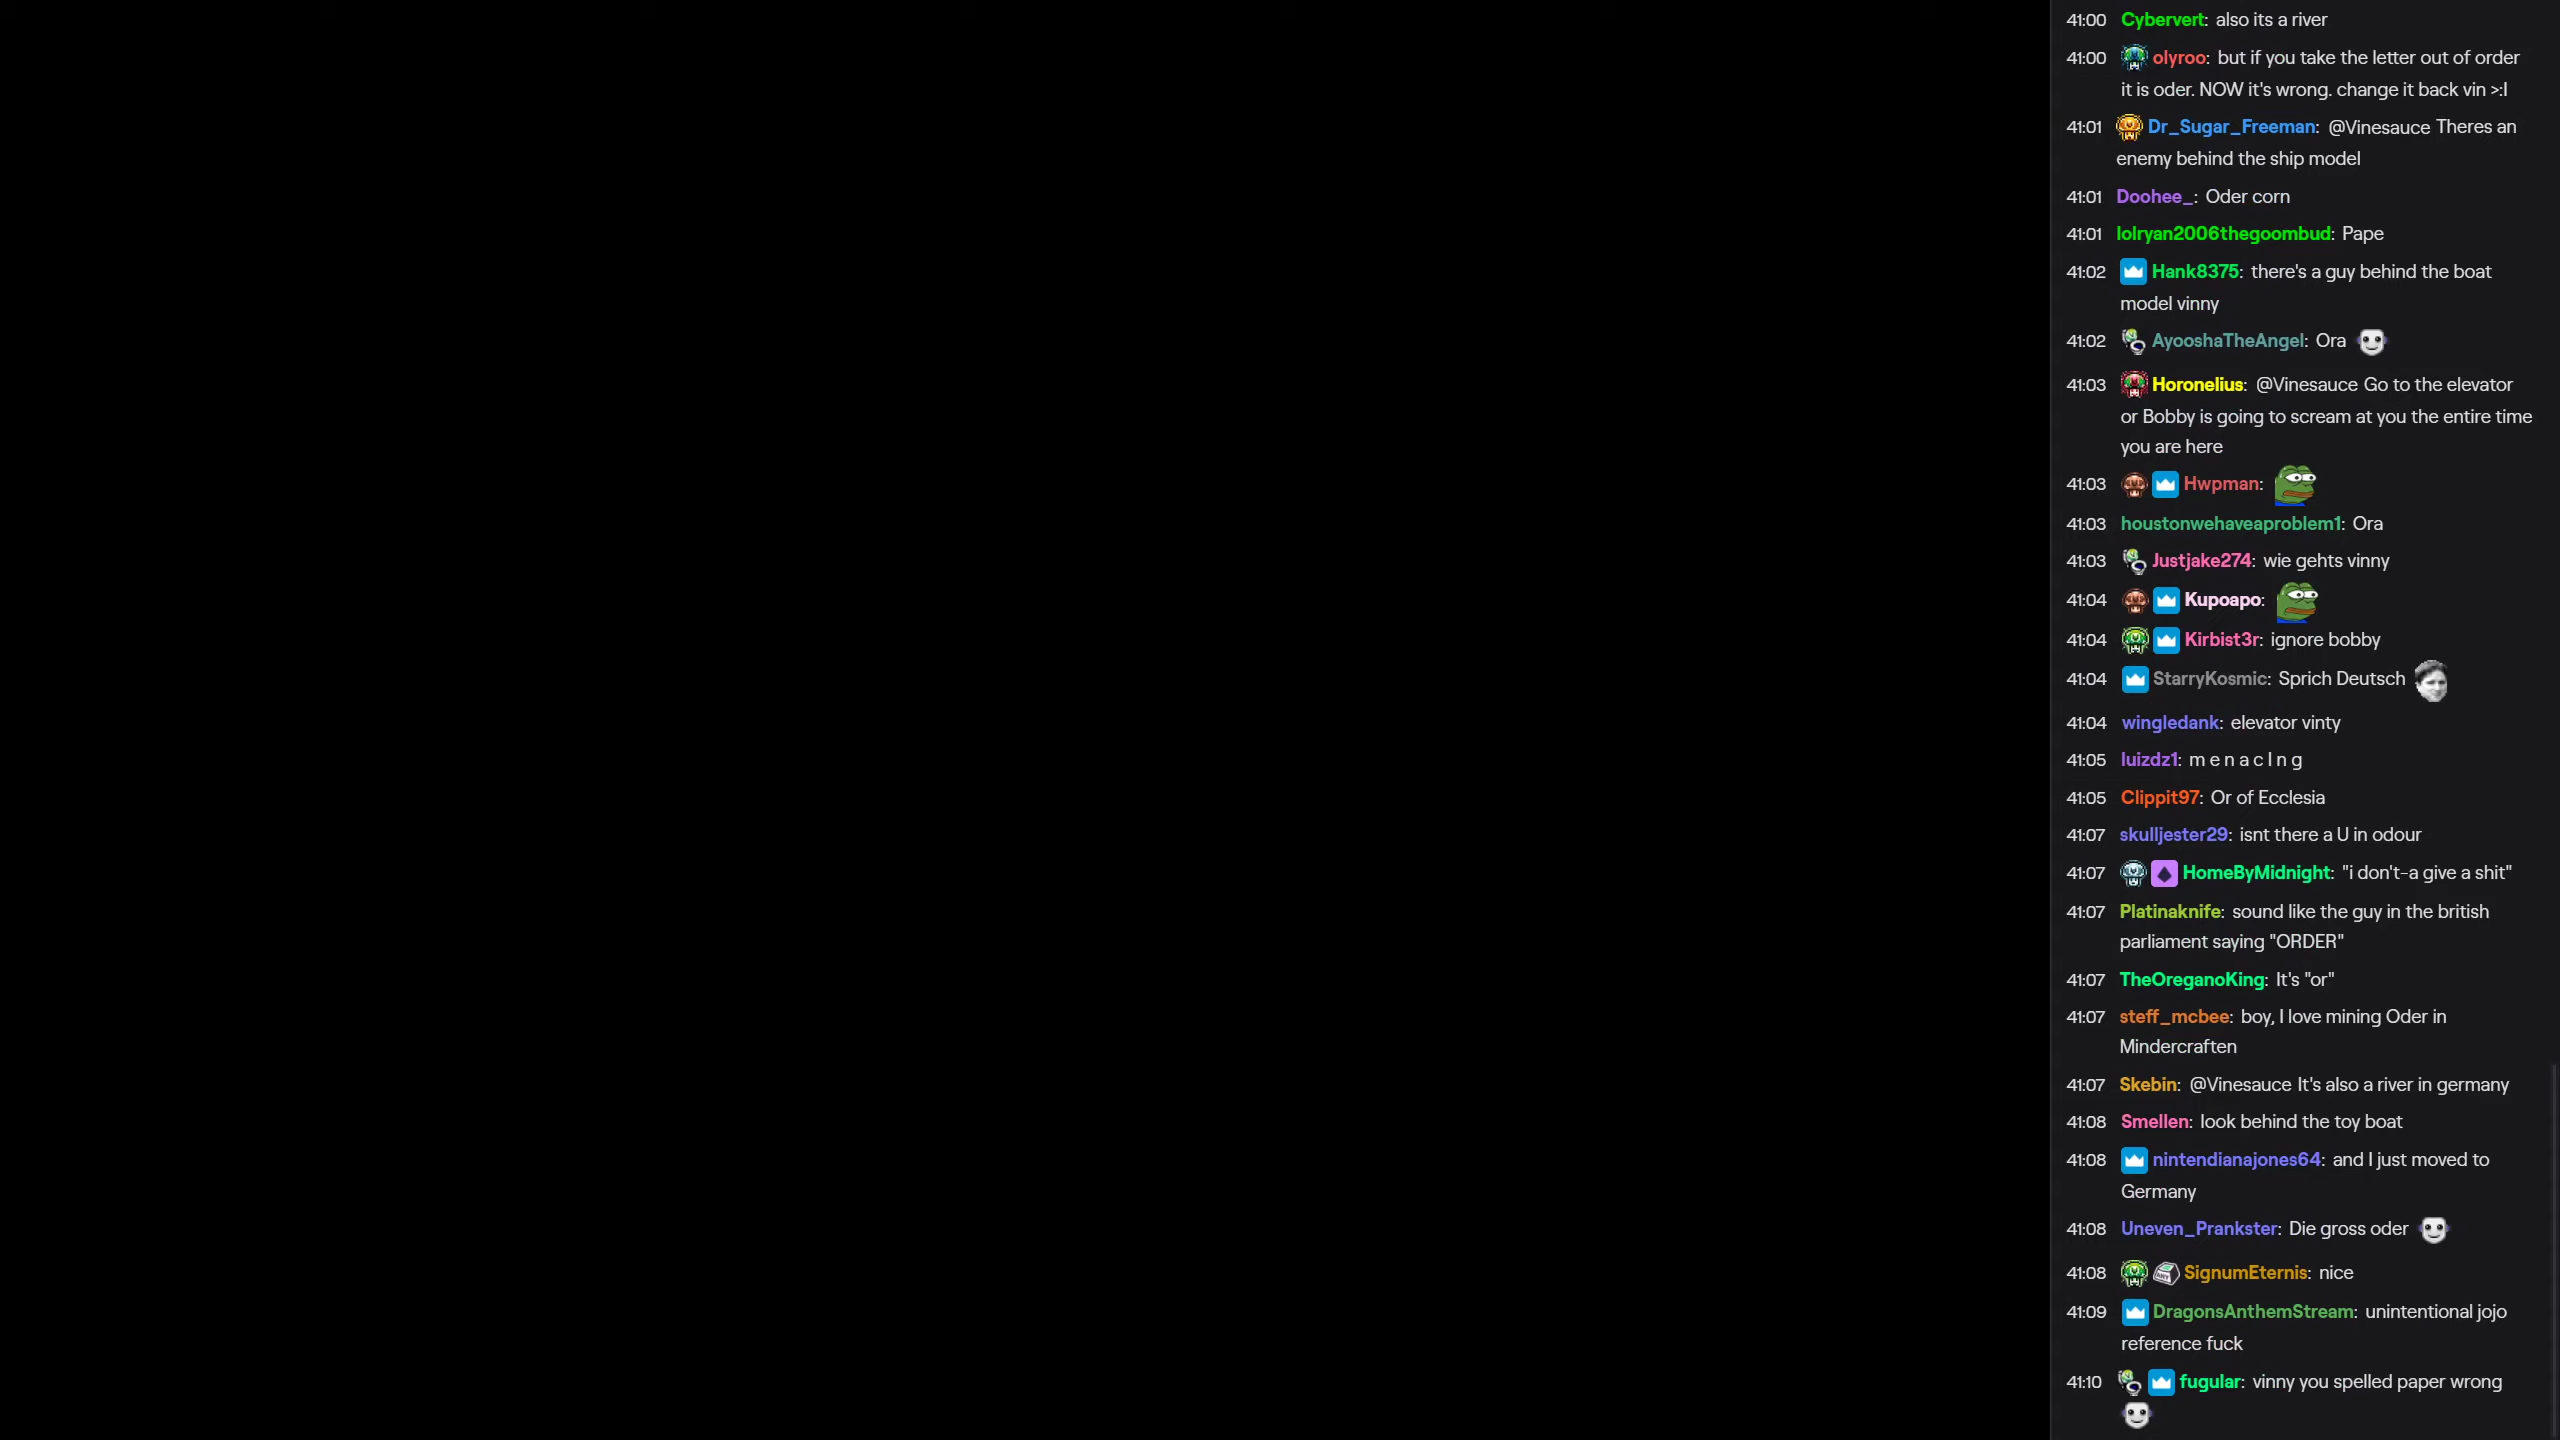 41:00 Cybervert: also its a river
41:00 olyroo: but if you take the letter out of order
it is oder. NOW it's wrong. change it back vin >:I
41:01 Dr_Sugar_Freeman: @Vinesauce Theres an
enemy behind the ship model
41:01 Doohee_: Oder corn
41:01 lolryan2006thegoombud: Pape
41:02 Hank8375: there's a guy behind the boat
model vinny
41:02 AyooshaTheAngel: Ora
41:03 Horonelius: @Vinesauce Go to the elevator
or Bobby is going to scream at you the entire time
you are here
41:03 Hwpman:
41:03 houstonwehaveaproblem1: Ora
41:03 Justjake274: wie gehts vinny
41:04 Kupoapo:
41:04 Kirbist3r: ignore bobby
41:04 StarryKosmic: Sprich Deutsch
41:04 wingledank: elevator vinty
41:05 luizdz1: m e n a c I n g
41:05 Clippit97: Or of Ecclesia
41:07 skulljester29: isnt there a U in odour
41:07 HomeByMidnight: "i don't-a give a shit"
41:07 Platinaknife: sound like the guy in the british
parliament saying "ORDER"
41:07 TheOreganoKing: It's "or"
41:07 steff_mcbee: boy, I love mining Oder in
Mindercraften
41:07 Skebin: @Vinesauce It's also a river in germany
41:08 Smellen: look behind the toy boat
41:08 nintendianajones64: and I just moved to
Germany
41:08 Uneven_Prankster: Die gross oder
41:08 SignumEternis: nice
41:09 DragonsAnthemStream: unintentional jojo
reference fuck
41:10 fugular: vinny you spelled paper wrong